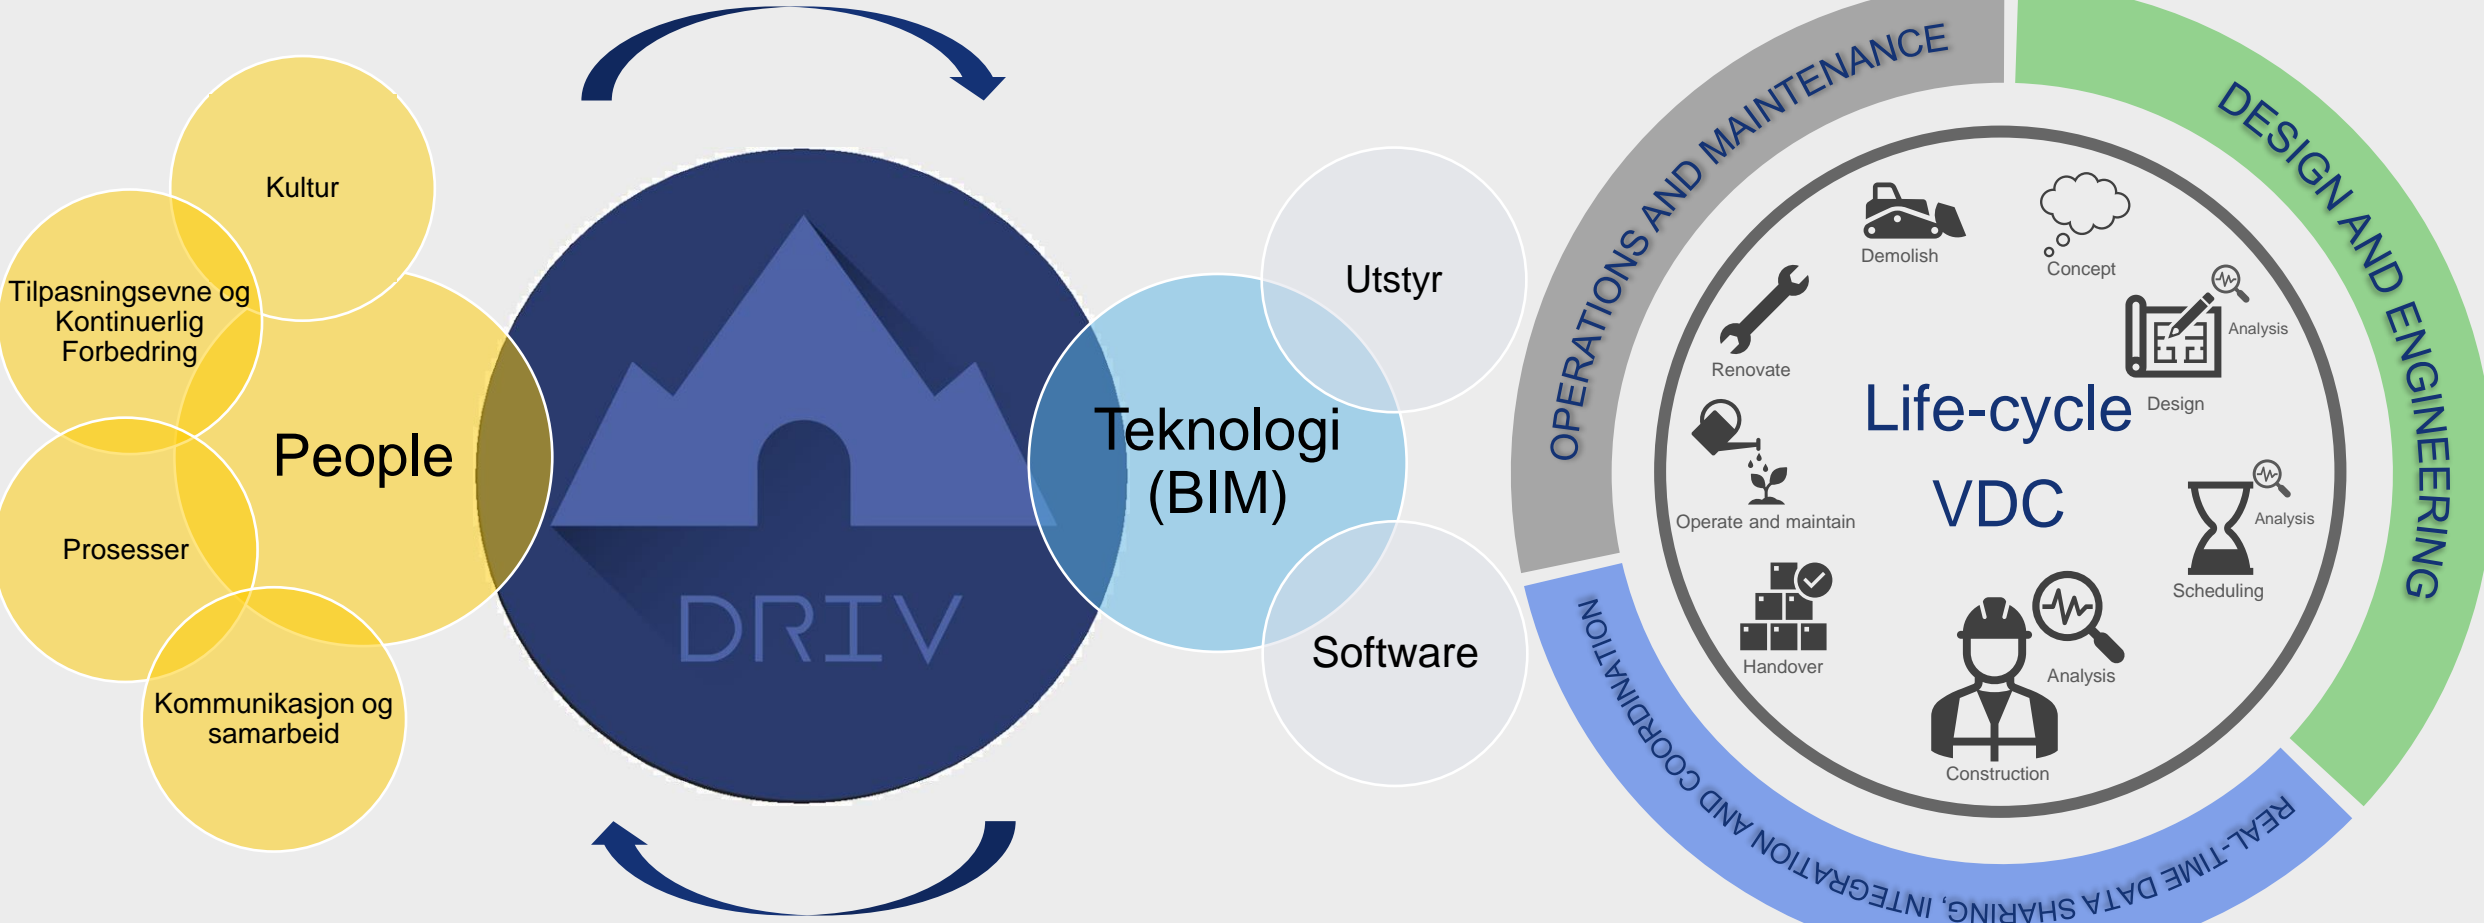 Kultur
Tilpasningsevne og
Kontinuerlig
Forbedring
Prosesser
Kommunikasjon og
samarbeid
People
DRIV
Teknologi
(BIM)
Utstyr
Software
OPERATIONS AND MAINTENANCE
DESIGN AND ENGINEERING
REAL-TIME DATA SHARING, INTEGRATION AND COORDINATION
Life-cycle
VDC
Demolish
Concept
Analysis
Design
Analysis
Scheduling
Analysis
Construction
Handover
Operate and maintain
Renovate